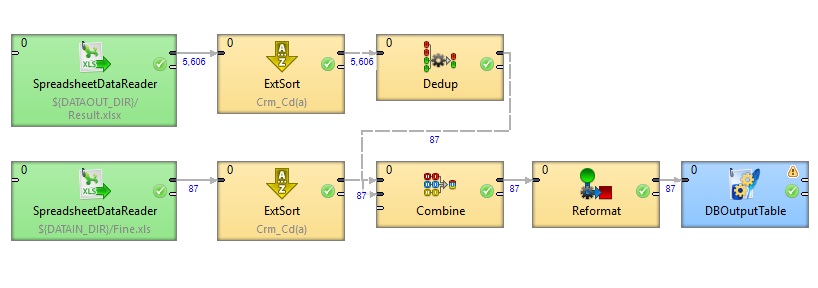 0
XLS
SpreadsheetDataReader
${DATAOUT_DIR}/
Result.xlsx
5,606
0
A
Z
ExtSort
Crm_Cd(a)
5,606
0
Dedup
87
0
XLS
SpreadsheetDataReader
${DATAIN_DIR}/Fine.xls
87
0
A
Z
ExtSort
Crm_Cd(a)
87
0
Combine
87
0
Reformat
87
0
DBOutputTable